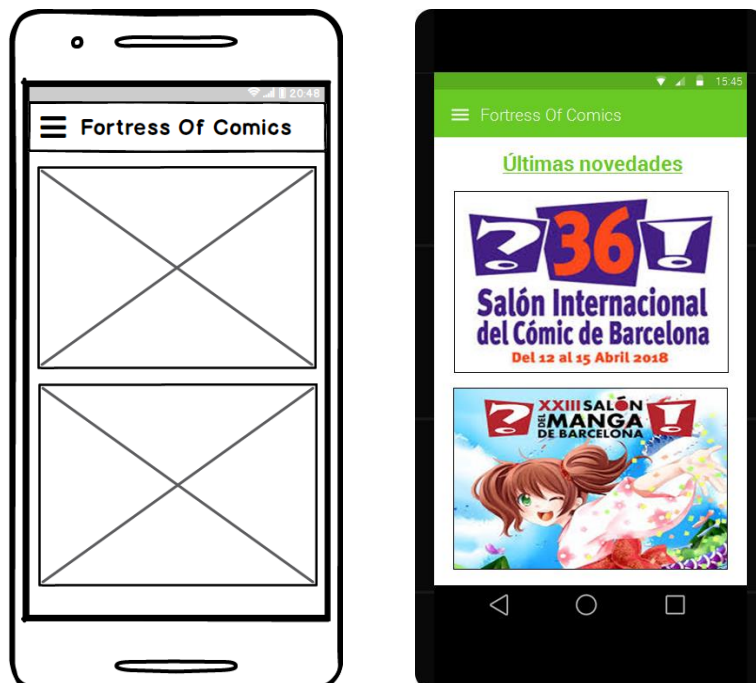 20:48
Fortress Of Comics
15:45
Fortress Of Comics
Últimas novedades
36
Salón Internacional
del Cómic de Barcelona
Del 12 al 15 Abril 2018
XXIII SALÓN
DEL MANGA
DE BARCELONA